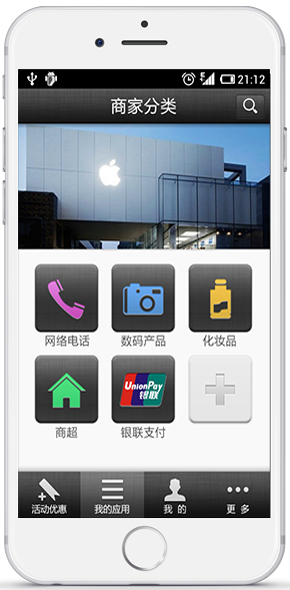 21:12
商家分类
网络电话 数码产品 化妆品
UnionPay
银联
商超 银联支付
活动优惠 我的应用 我 的 更 多